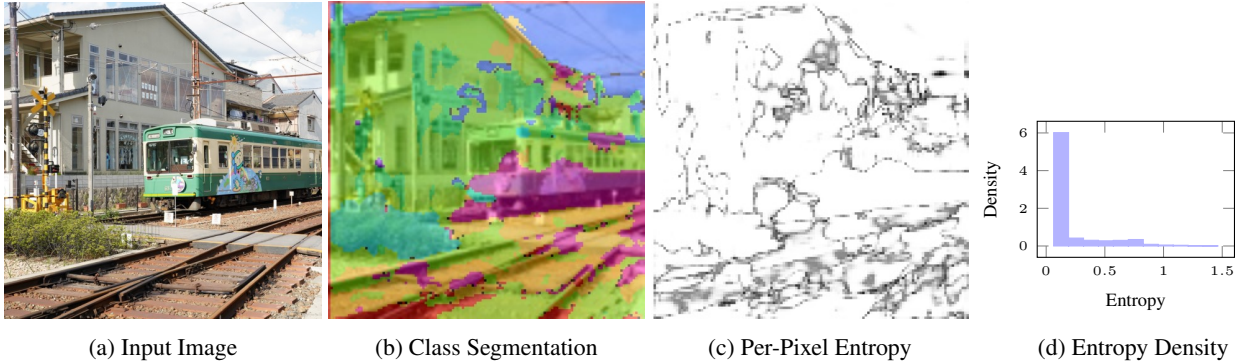 6
4
2
0
Density
0
0.5
1
1.5
Entropy
(a) Input Image
(b) Class Segmentation
(c) Per-Pixel Entropy
(d) Entropy Density